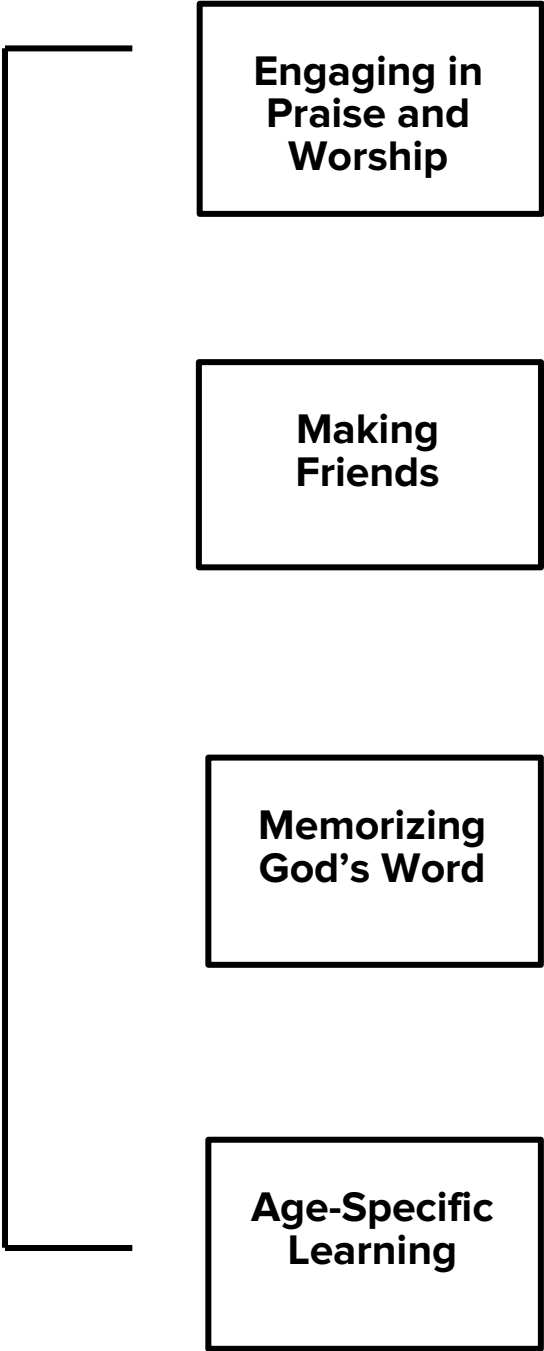 Engaging in
Praise and
Worship
Making
Friends
Memorizing
God’s Word
Age-Specific
Learning